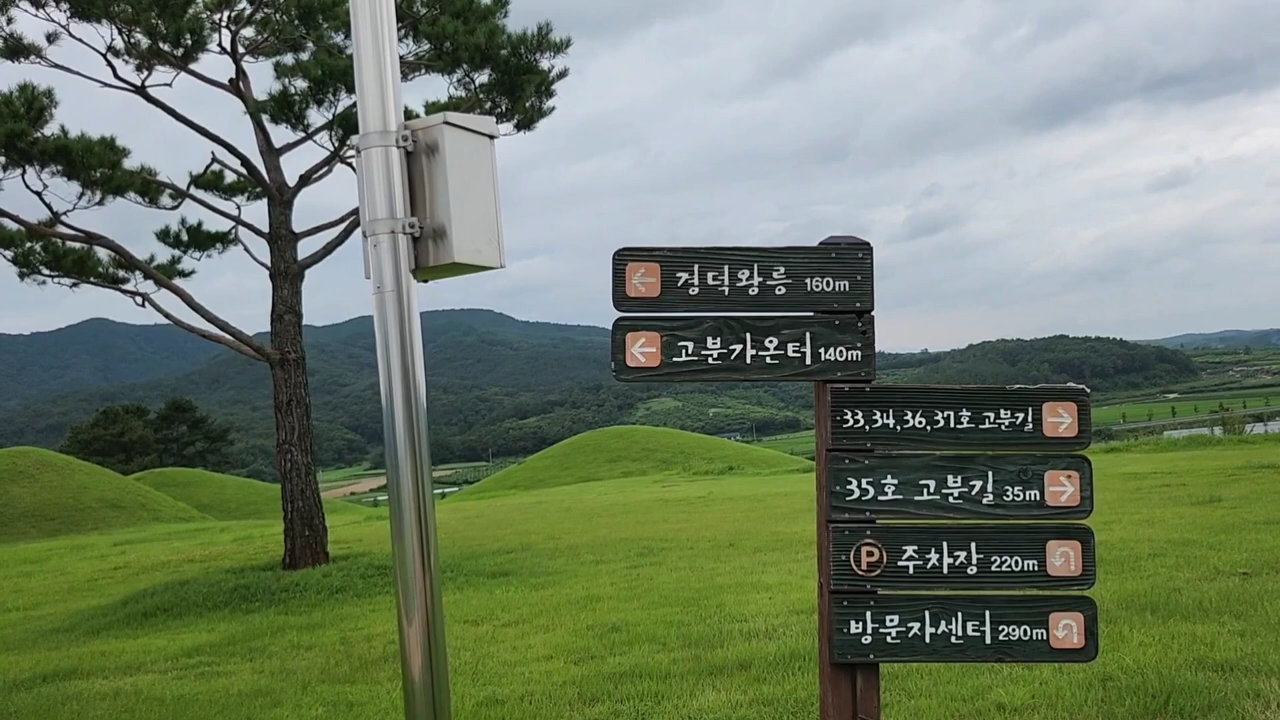 경덕왕릉 160m
고분가온터 140m
33,34,36,37호 고분길
35호 고분길 35m
P 주차장 220m
방문자센터 290m